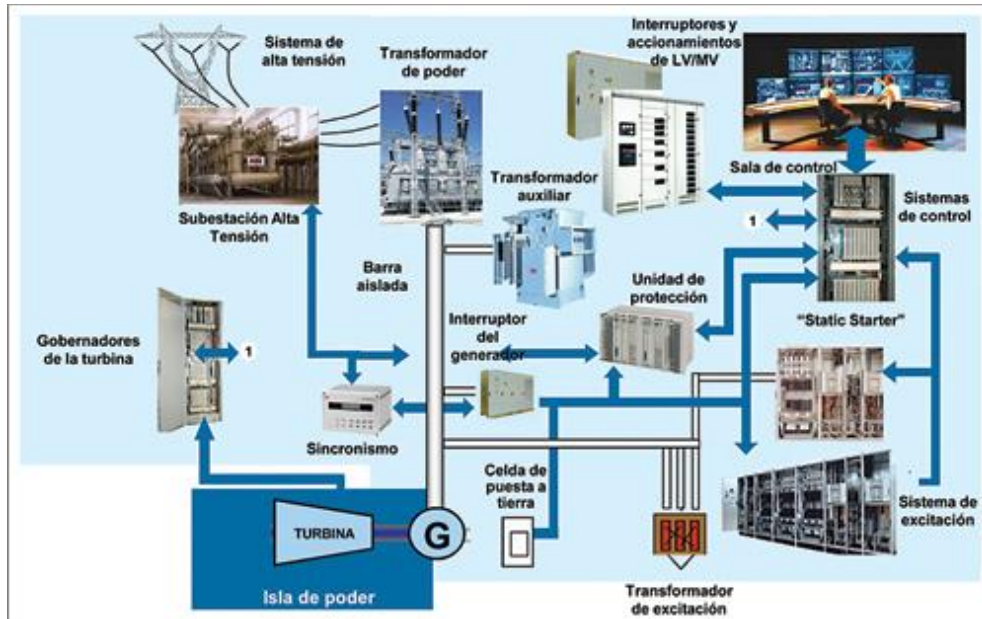 Sistema de
alta tensión
Transformador
de poder
Interruptores y
accionamientos
de LV/MV
Sala de control
Subestación Alta
Tensión
Transformador
auxiliar
Sistemas
de control
1
Barra
aislada
Unidad de
protección
"Static Starter"
Gobernadores
de la turbina
1
Interruptor
del
generador
Sincronismo
Celda de
puesta a
tierra
Sistema de
excitación
TURBINA
G
Isla de poder
Transformador
de excitación